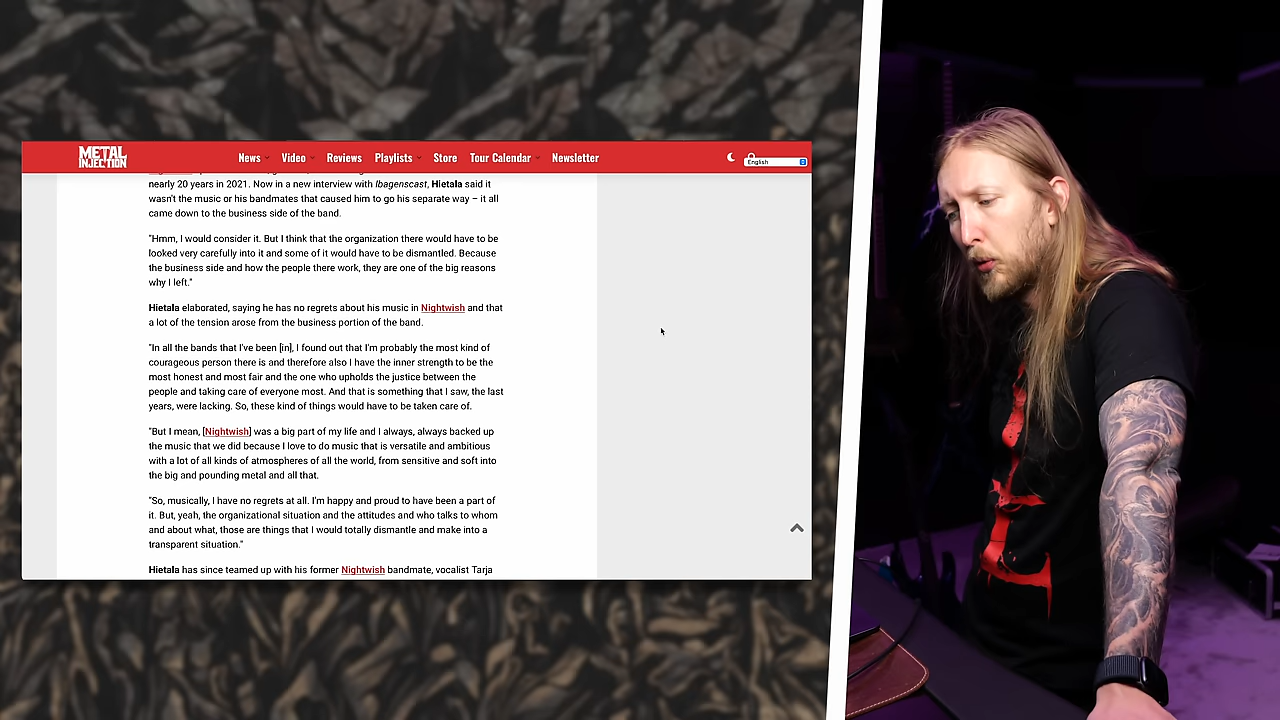 METAL
INJECTION
News Video Reviews Playlists Store Tour Calendar Newsletter
English
nearly 20 years in 2021. Now in a new interview with Ibagenscast, Hietala said it
wasn't the music or his bandmates that caused him to go his separate way – it all
came down to the business side of the band.
"Hmm, I would consider it. But I think that the organization there would have to be
looked very carefully into it and some of it would have to be dismantled. Because
the business side and how the people there work, they are one of the big reasons
why I left."
Hietala elaborated, saying he has no regrets about his music in Nightwish and that
a lot of the tension arose from the business portion of the band.
"In all the bands that I've been [in], I found out that I'm probably the most kind of
courageous person there is and therefore also I have the inner strength to be the
most honest and most fair and the one who upholds the justice between the
people and taking care of everyone most. And that is something that I saw, the last
years, were lacking. So, these kind of things would have to be taken care of.
"But I mean, [Nightwish] was a big part of my life and I always, always backed up
the music that we did because I love to do music that is versatile and ambitious
with a lot of all kinds of atmospheres of all the world, from sensitive and soft into
the big and pounding metal and all that.
"So, musically, I have no regrets at all. I'm happy and proud to have been a part of
it. But, yeah, the organizational situation and the attitudes and who talks to whom
and about what, those are things that I would totally dismantle and make into a
transparent situation."
Hietala has since teamed up with his former Nightwish bandmate, vocalist Tarja